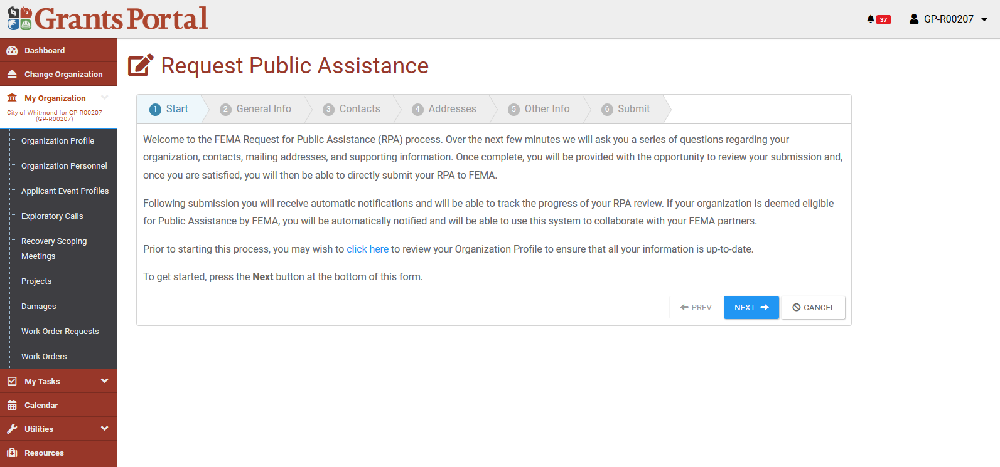 Grants Portal
37
GP-R00207
Dashboard
Change Organization
My Organization
City of Whitmond for GP-R00207
(GP-R00207)
Organization Profile
Organization Personnel
Applicant Event Profiles
Exploratory Calls
Recovery Scoping
Meetings
Projects
Damages
Work Order Requests
Work Orders
My Tasks
Calendar
Utilities
Resources
Request Public Assistance
1 Start
2 General Info
3 Contacts
4 Addresses
5 Other Info
6 Submit
Welcome to the FEMA Request for Public Assistance (RPA) process. Over the next few minutes we will ask you a series of questions regarding your
organization, contacts, mailing addresses, and supporting information. Once complete, you will be provided with the opportunity to review your submission and,
once you are satisfied, you will then be able to directly submit your RPA to FEMA.
Following submission you will receive automatic notifications and will be able to track the progress of your RPA review. If your organization is deemed eligible
for Public Assistance by FEMA, you will be automatically notified and will be able to use this system to collaborate with your FEMA partners.
Prior to starting this process, you may wish to click here to review your Organization Profile to ensure that all your information is up-to-date.
To get started, press the Next button at the bottom of this form.
PREV
NEXT
CANCEL